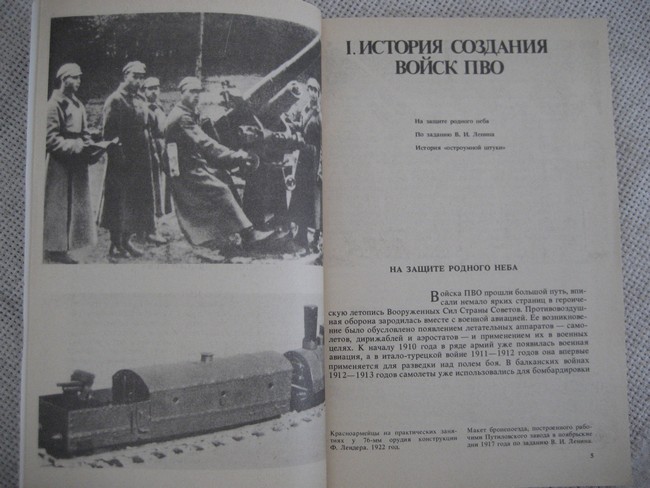 I. ИСТОРИЯ СОЗДАНИЯ
ВОЙСК ПВО
На защите родного неба
По заданию В. И. Ленина
История «остроумной штуки»
НА ЗАЩИТЕ РОДНОГО НЕБА
Войска ПВО прошли большой путь, впи-
сали немало ярких страниц в героиче-
скую летопись Вооруженных Сил Страны Советов. Противовоздуш-
ная оборона зародилась вместе с военной авиацией. Ее возникнове-
ние было обусловлено появлением летательных аппаратов — само-
летов, дирижаблей и аэростатов — и применением их в военных
целях. К началу 1910 года в ряде армий уже появилась военная
авиация, а в итало-турецкой войне 1911—1912 годов она впервые
применяется для разведки над полем боя. В балканских войнах
1912—1913 годов самолеты уже использовались для бомбардировки
Красноармейцы на практических заня-
тиях у 76-мм орудия конструкции
Ф. Лендера. 1922 год.
Макет бронепоезда, построенного рабо-
чими Путиловского завода в ноябрьские
дни 1917 года по заданию В. И. Ленина.
5